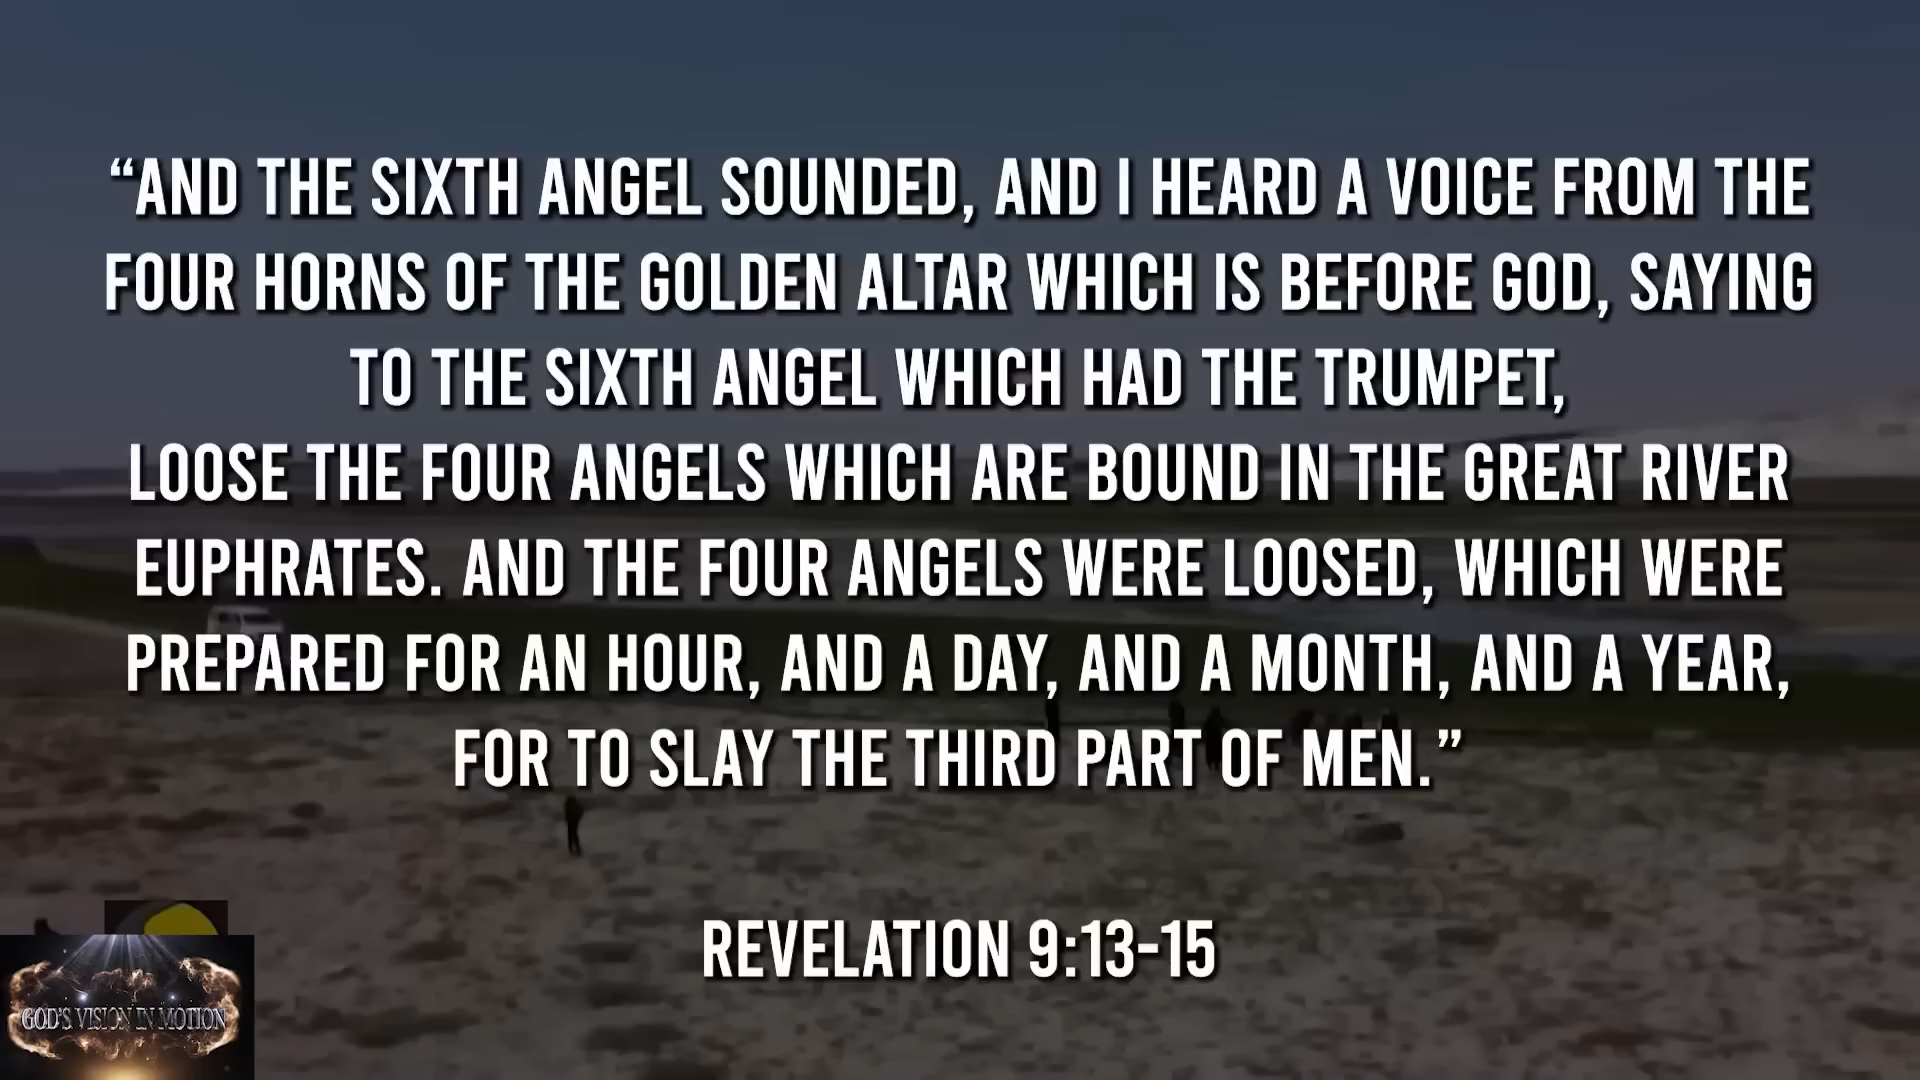 “AND THE SIXTH ANGEL SOUNDED, AND I HEARD A VOICE FROM THE
FOUR HORNS OF THE GOLDEN ALTAR WHICH IS BEFORE GOD, SAYING
TO THE SIXTH ANGEL WHICH HAD THE TRUMPET,
LOOSE THE FOUR ANGELS WHICH ARE BOUND IN THE GREAT RIVER
EUPHRATES. AND THE FOUR ANGELS WERE LOOSED, WHICH WERE
PREPARED FOR AN HOUR, AND A DAY, AND A MONTH, AND A YEAR,
FOR TO SLAY THE THIRD PART OF MEN.”
REVELATION 9:13-15
GOD'S VISION IN MOTION